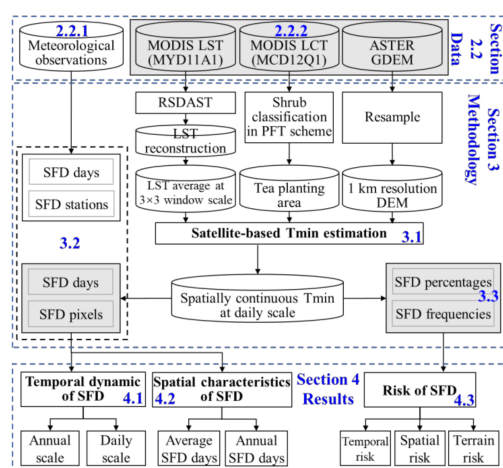 2.2.1
Meteorological
observations
MODIS LST
(MYD11A1)
2.2.2
MODIS LCT
(MCD12Q1)
ASTER
GDEM
Section
2.2
Data
RSDAST
LST
reconstruction
LST average at
3×3 window scale
Shrub
classification
in PFT scheme
Tea planting
area
Resample
1 km resolution
DEM
Section 3
Methodology
SFD days
SFD stations
3.2
SFD days
SFD pixels
Satellite-based Tmin estimation
3.1
Spatially continuous Tmin
at daily scale
SFD percentages
3.3
SFD frequencies
Temporal dynamic
of SFD
4.1
Spatial characteristics
of SFD
4.2
Section 4
Results
Risk of SFD
4.3
Annual
scale
Daily
scale
Average
SFD days
Annual
SFD days
Temporal
risk
Spatial
risk
Terrain
risk